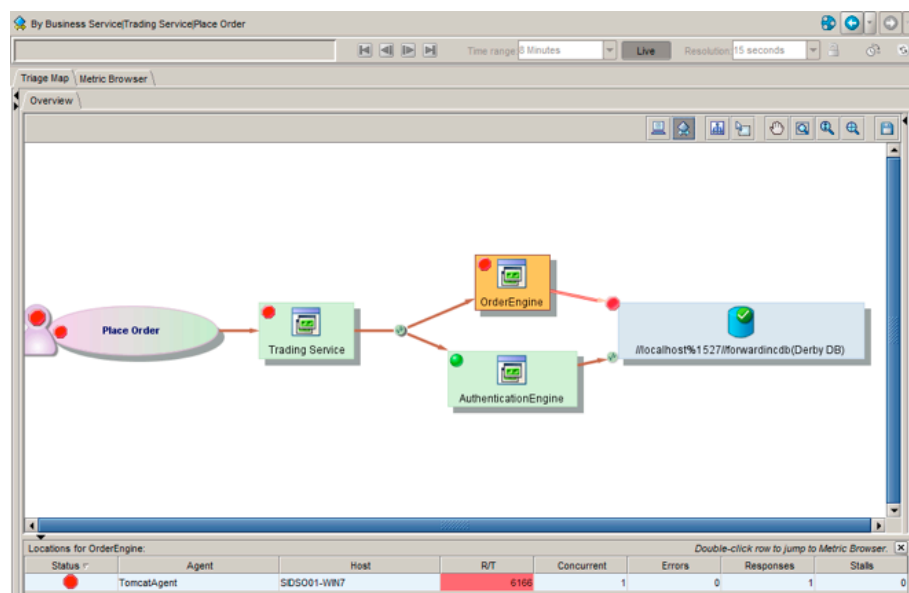 By Business Service|Trading Service|Place Order
Time range: 8 Minutes Live Resolution: 15 seconds
Triage Map Metric Browser
Overview
OrderEngine
Place Order
Trading Service
//localhost%1527//forwardincdb(Derby DB)
AuthenticationEngine
Locations for OrderEngine: Double-click row to jump to Metric Browser.
Status Agent Host R/T Concurrent Errors Responses Stalls
TomcatAgent SIDSO01-WIN7 6166 1 0 1 0